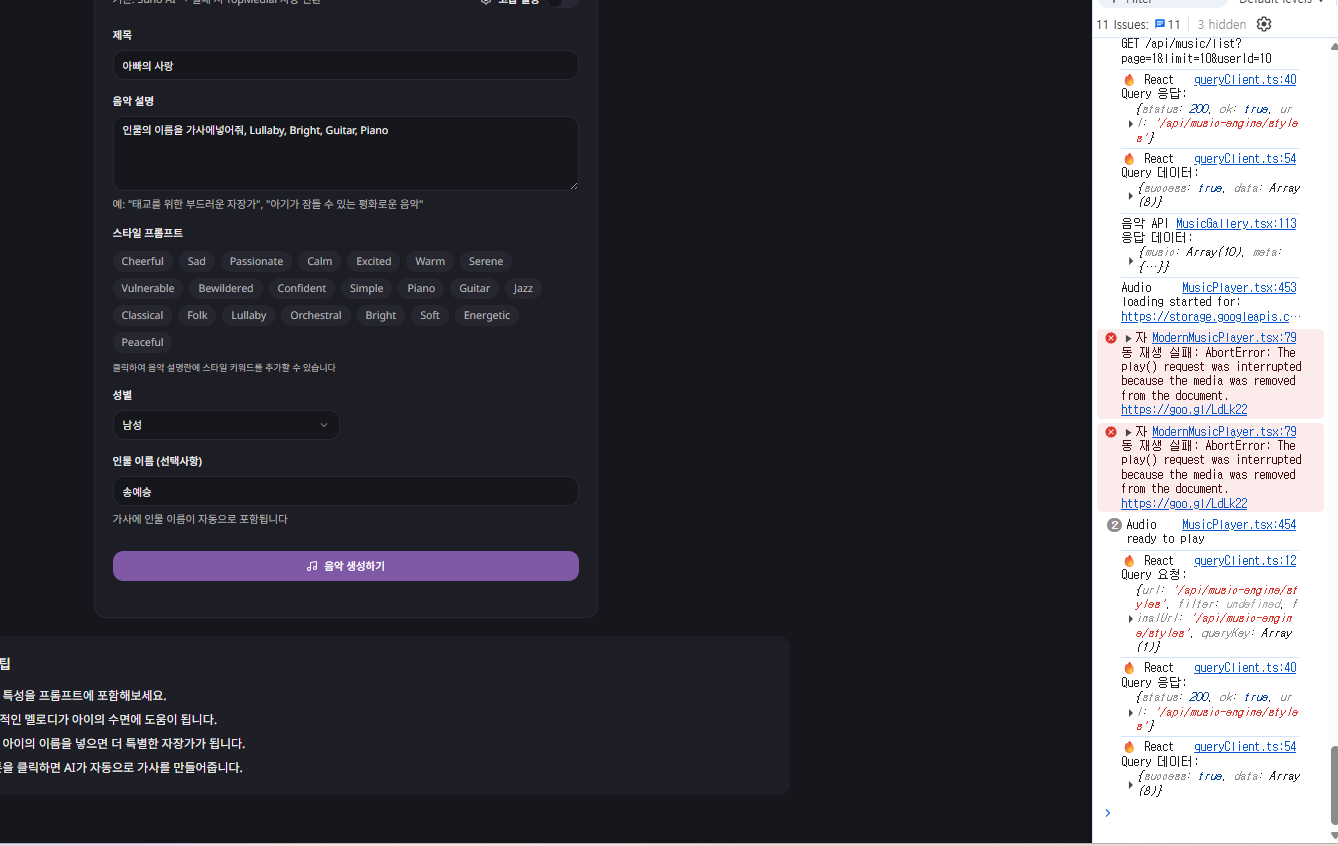 제목
아빠의 사랑
음악 설명
인물의 이름을 가사에넣어줘, Lullaby, Bright, Guitar, Piano
예: "태교를 위한 부드러운 자장가", "아기가 잠들 수 있는 평화로운 음악"
스타일 프롬프트
Cheerful Sad Passionate Calm Excited Warm Serene
Vulnerable Bewildered Confident Simple Piano Guitar Jazz
Classical Folk Lullaby Orchestral Bright Soft Energetic
Peaceful
클릭하여 음악 설명란에 스타일 키워드를 추가할 수 있습니다
성별
남성
인물 이름 (선택사항)
송예승
가사에 인물 이름이 자동으로 포함됩니다
음악 생성하기
팁
특성을 프롬프트에 포함해보세요.
적인 멜로디가 아이의 수면에 도움이 됩니다.
아이의 이름을 넣으면 더 특별한 자장가가 됩니다.
튼을 클릭하면 AI가 자동으로 가사를 만들어줍니다.
11 Issues: 11 3 hidden
GET /api/music/list?
page=1&limit=10&userId=10
🔥 React queryClient.ts:40
Query 응답:
{status: 200, ok: true, ur
l: '/api/music-engine/style
s'}
🔥 React queryClient.ts:54
Query 데이터:
{success: true, data: Array
(8)}
음악 API MusicGallery.tsx:113
응답 데이터:
{music: Array(10), meta:
{…}}
Audio MusicPlayer.tsx:453
loading started for:
https://storage.googleapis.c…
자 ModernMusicPlayer.tsx:79
동 재생 실패: AbortError: The
play() request was interrupted
because the media was removed
from the document.
https://goo.gl/LdLk22
자 ModernMusicPlayer.tsx:79
동 재생 실패: AbortError: The
play() request was interrupted
because the media was removed
from the document.
https://goo.gl/LdLk22
2 Audio MusicPlayer.tsx:454
ready to play
🔥 React queryClient.ts:12
Query 요청:
{url: '/api/music-engine/st
yles', filter: undefined, f
inalUrl: '/api/music-engin
e/styles', queryKey: Array
(1)}
🔥 React queryClient.ts:40
Query 응답:
{status: 200, ok: true, ur
l: '/api/music-engine/style
s'}
🔥 React queryClient.ts:54
Query 데이터:
{success: true, data: Array
(8)}